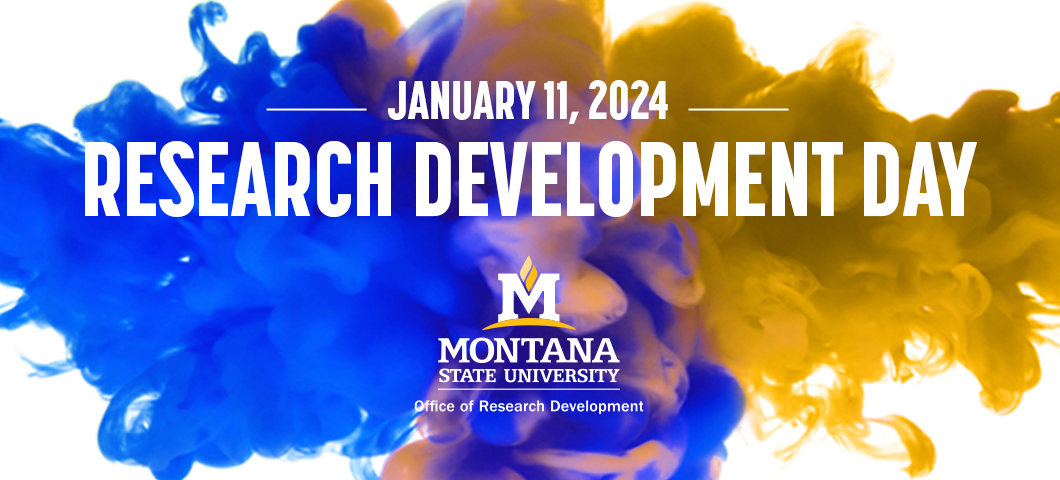 JANUARY 11, 2024
RESEARCH DEVELOPMENT DAY
M
MONTANA
STATE UNIVERSITY
Office of Research Development